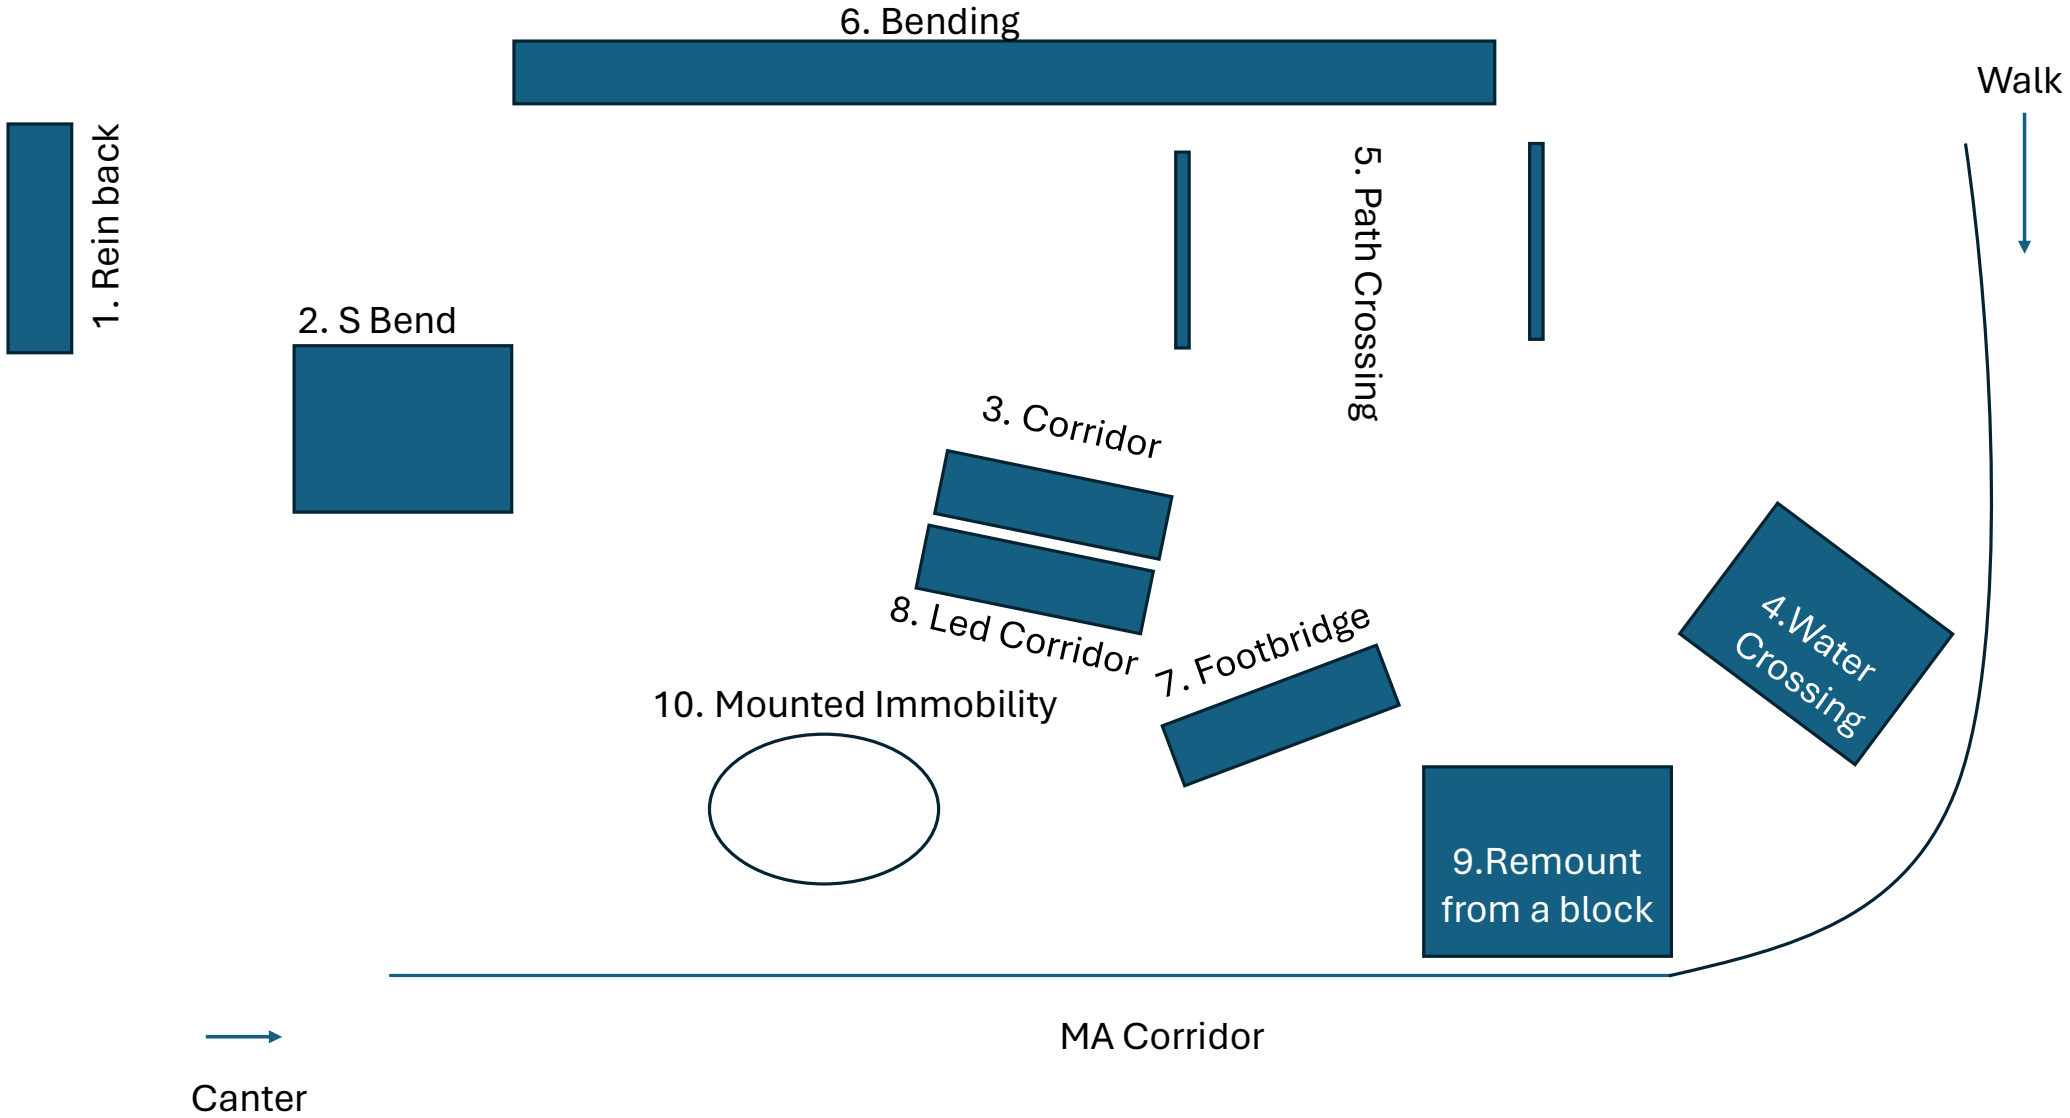 6. Bending
Walk
1. Rein back
5. Path Crossing
2. S Bend
3. Corridor
8. Led Corridor
7. Footbridge
4.Water
Crossing
10. Mounted Immobility
9.Remount
from a block
MA Corridor
Canter